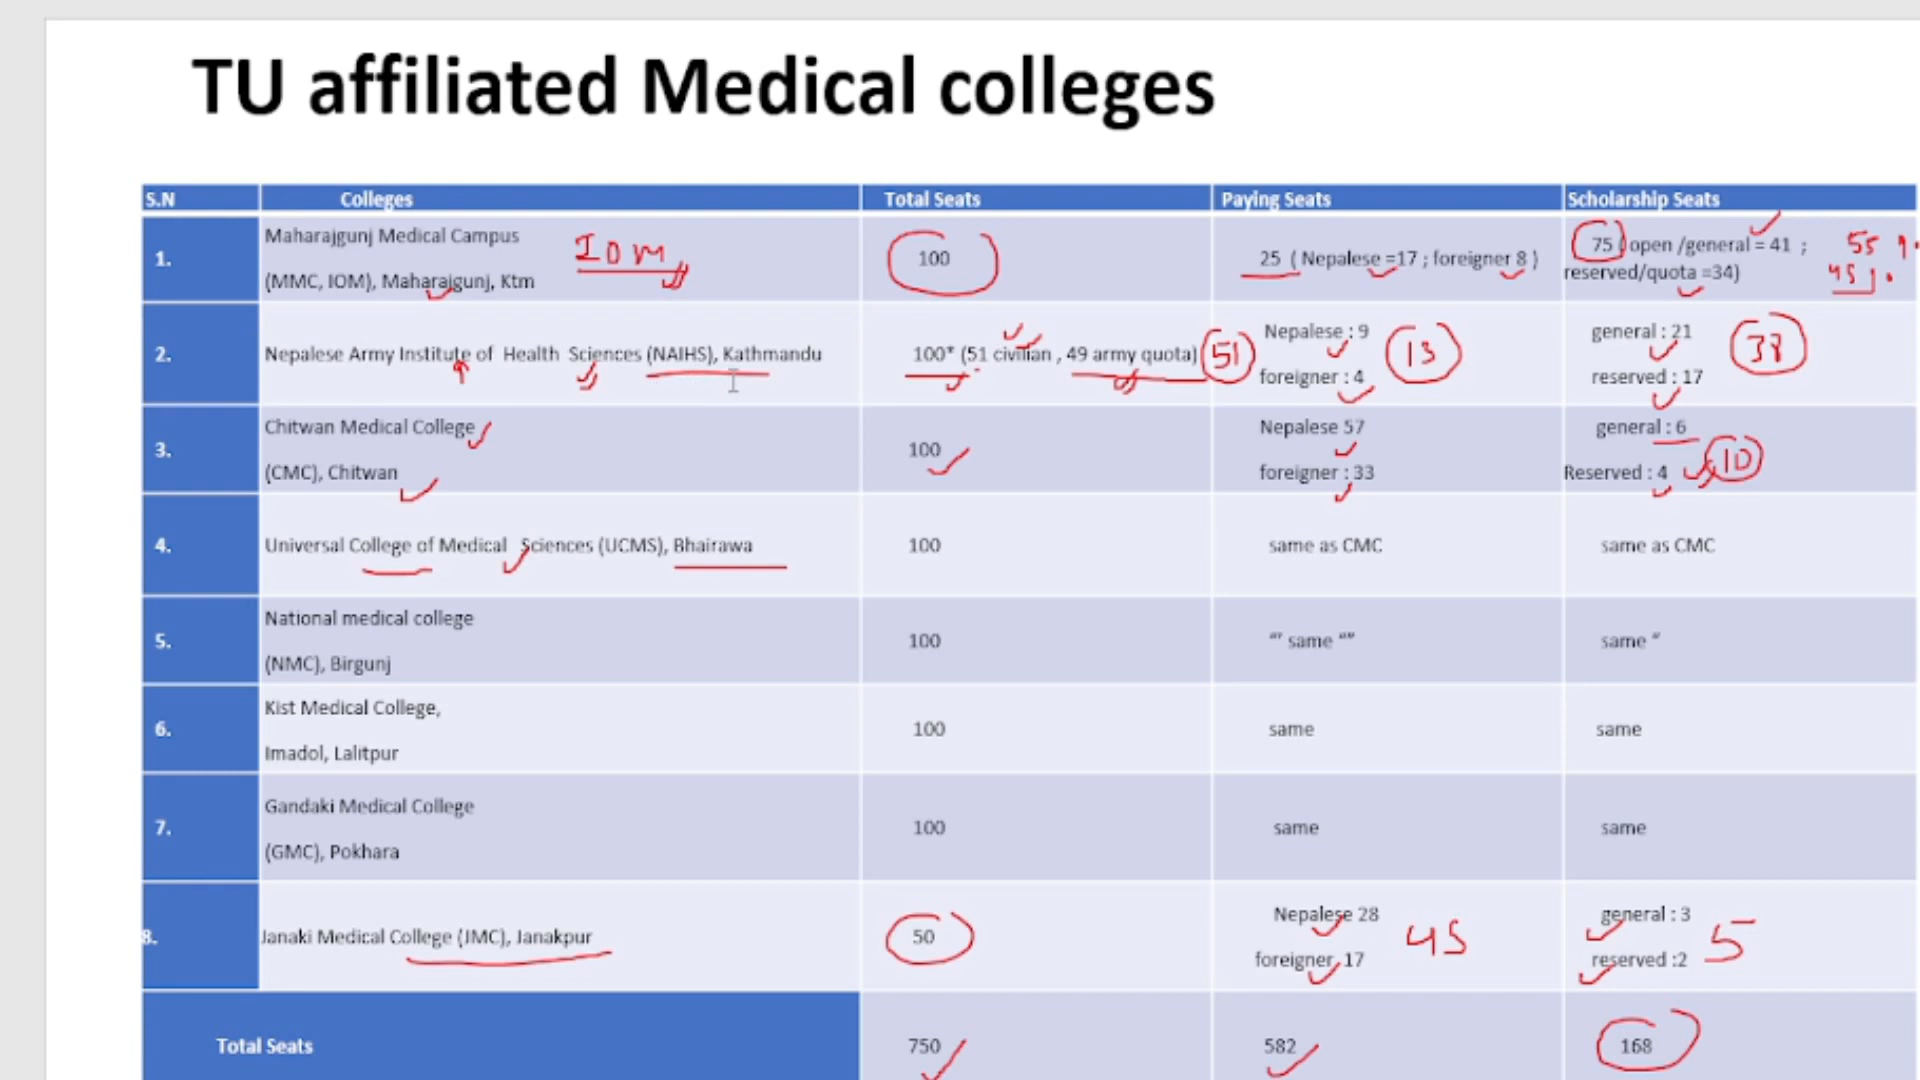 TU affiliated Medical colleges
S.N Colleges Total Seats Paying Seats Scholarship Seats
1.
Maharajgunj Medical Campus
(MMC, IOM), Maharajgunj, Ktm
IOM
100
25 ( Nepalese =17 ; foreigner 8 )
75 ( open /general = 41 ;
reserved/quota =34)
55
45
2.
Nepalese Army Institute of Health Sciences (NAIHS), Kathmandu
100* (51 civilian , 49 army quota)
51
Nepalese : 9
foreigner : 4
13
general : 21
reserved : 17
38
3.
Chitwan Medical College
(CMC), Chitwan
100
Nepalese 57
foreigner : 33
general : 6
Reserved : 4
10
4.
Universal College of Medical Sciences (UCMS), Bhairawa
100
same as CMC
same as CMC
5.
National medical college
(NMC), Birgunj
100
“” same “”
same “
6.
Kist Medical College,
Imadol, Lalitpur
100
same
same
7.
Gandaki Medical College
(GMC), Pokhara
100
same
same
8.
Janaki Medical College (JMC), Janakpur
50
Nepalese 28
foreigner 17
45
general : 3
reserved :2
5
Total Seats 750 582 168